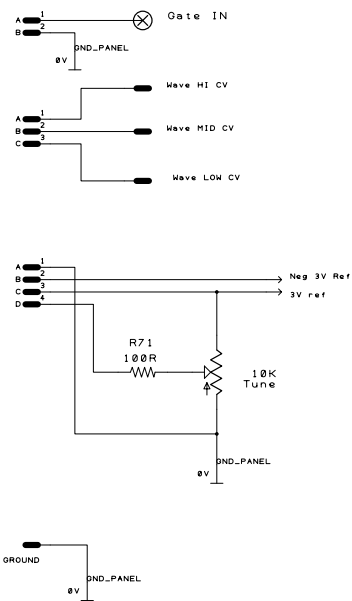 A 1 Gate IN
B 2
GND_PANEL
0V
Wave HI CV
A 1
B 2 Wave MID CV
C 3
Wave LOW CV
A 1
B 2 Neg 3V Ref
C 3 3V ref
D 4
R71
100R
10K
Tune
GND_PANEL
0V
GROUND
GND_PANEL
0V